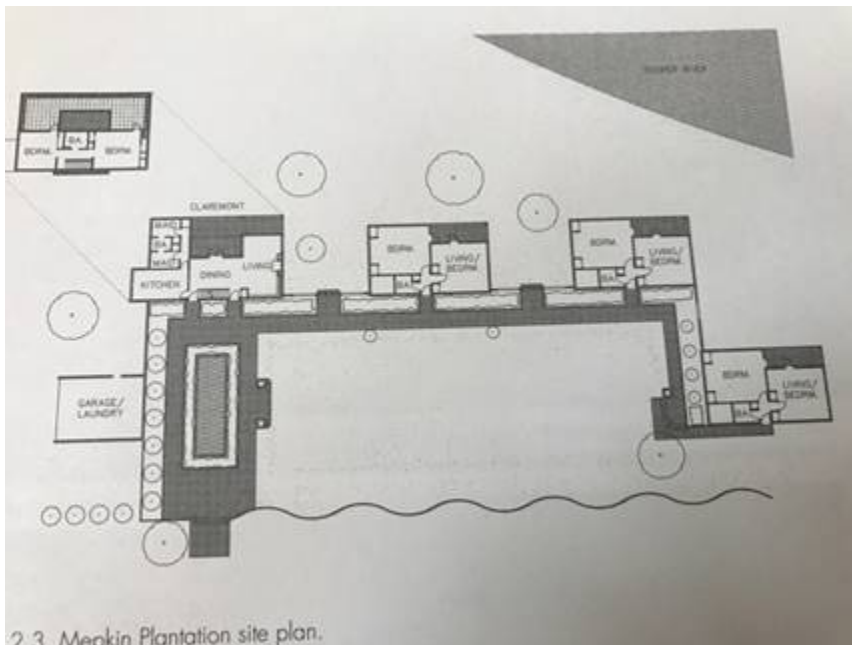 COOPER RIVER
BDRM.
BA.
BDRM.
CLAREMONT
MAID
BA.
MAID
KITCHEN
DINING
LIVING
BDRM.
BA.
LIVING/
BEDRM.
BDRM.
BA.
LIVING/
BEDRM.
GARAGE/
LAUNDRY
BDRM.
BA.
LIVING/
BEDRM.
2.3 Mepkin Plantation site plan.